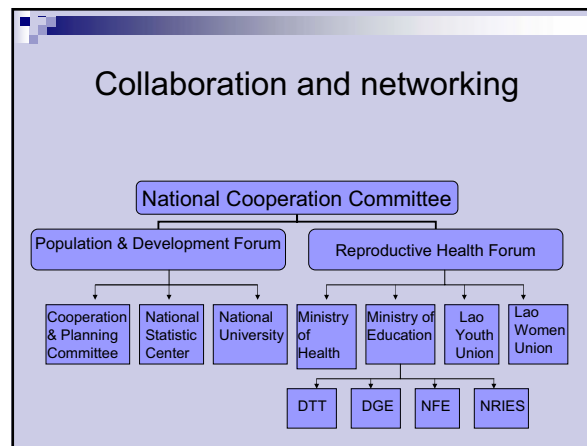 Collaboration and networking
National Cooperation Committee
Population & Development Forum
Reproductive Health Forum
Cooperation
& Planning
Committee
National
Statistic
Center
National
University
Ministry
of
Health
Ministry of
Education
Lao
Youth
Union
Lao
Women
Union
DTT
DGE
NFE
NRIES